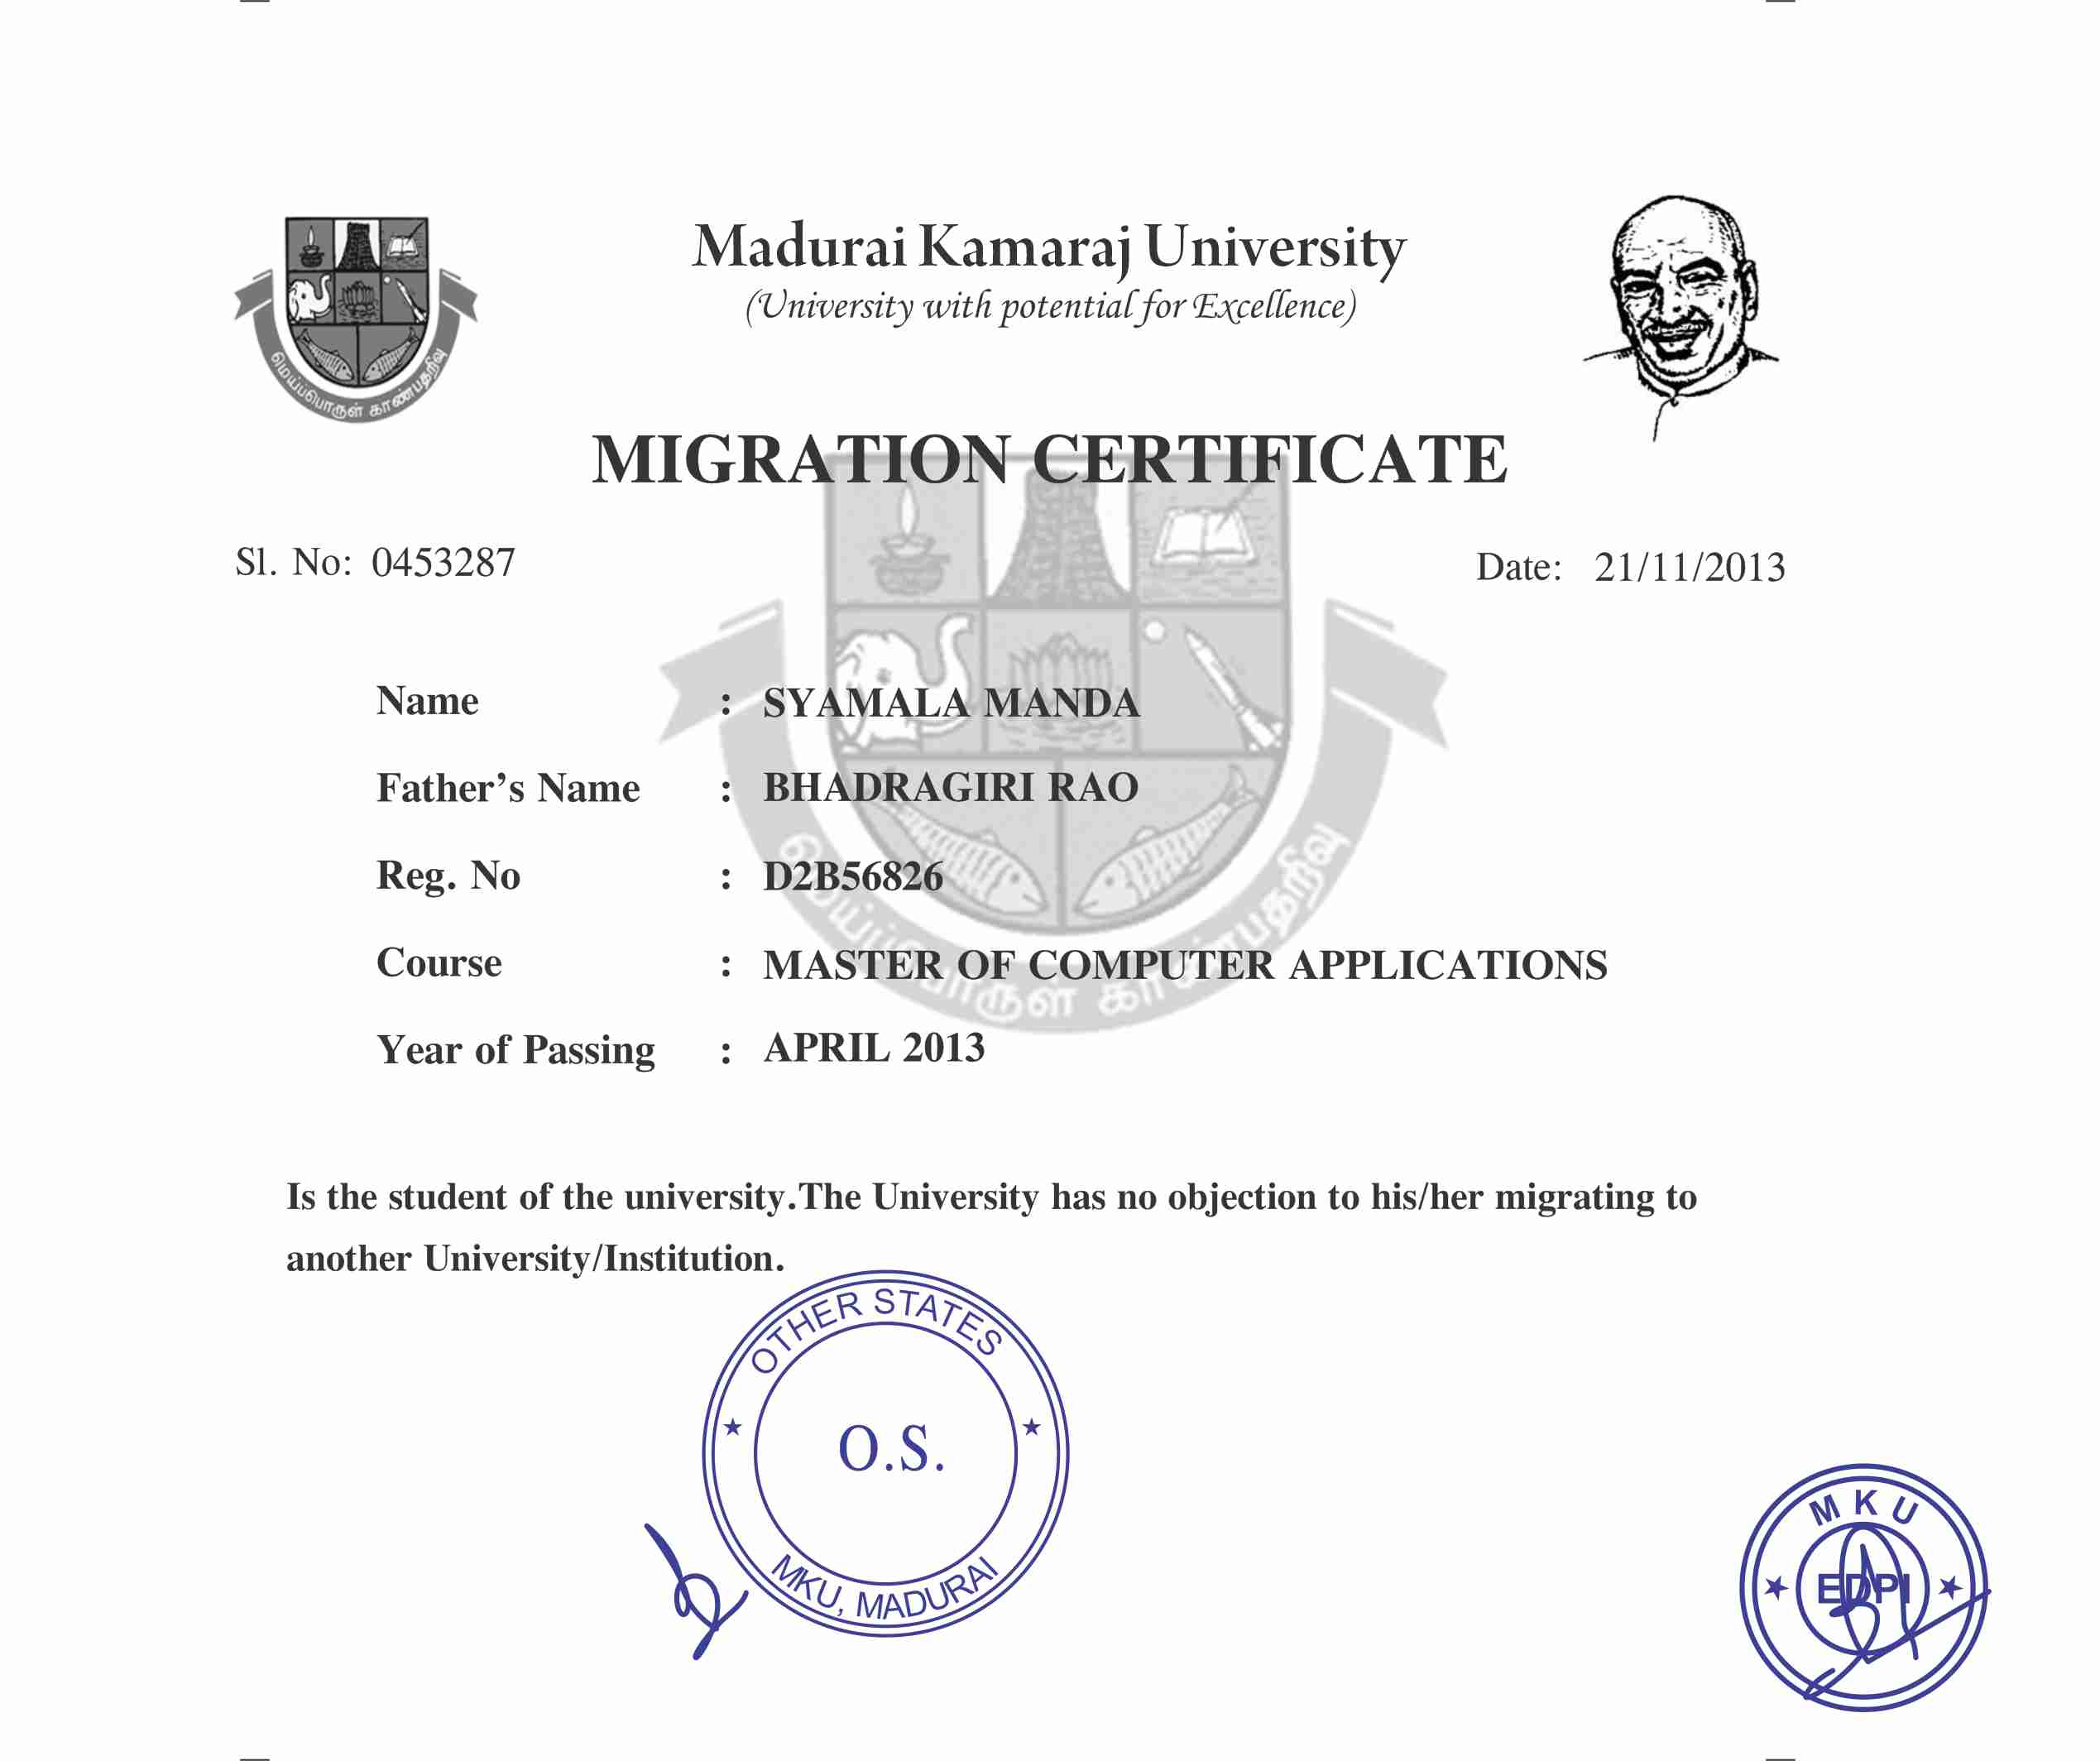 Madurai Kamaraj University
(University with potential for Excellence)
மெய்ப்பொருள் காண்பதறிவு
MIGRATION CERTIFICATE
Sl. No: 0453287
Date: 21/11/2013
Name : SYAMALA MANDA
Father’s Name : BHADRAGIRI RAO
Reg. No : D2B56826
Course : MASTER OF COMPUTER APPLICATIONS
Year of Passing : APRIL 2013
மெய்ப்பொருள் காண்பதறிவு
Is the student of the university.The University has no objection to his/her migrating to
another University/Institution.
OTHER STATES
O.S.
MKU, MADURAI
MKU
EDPI